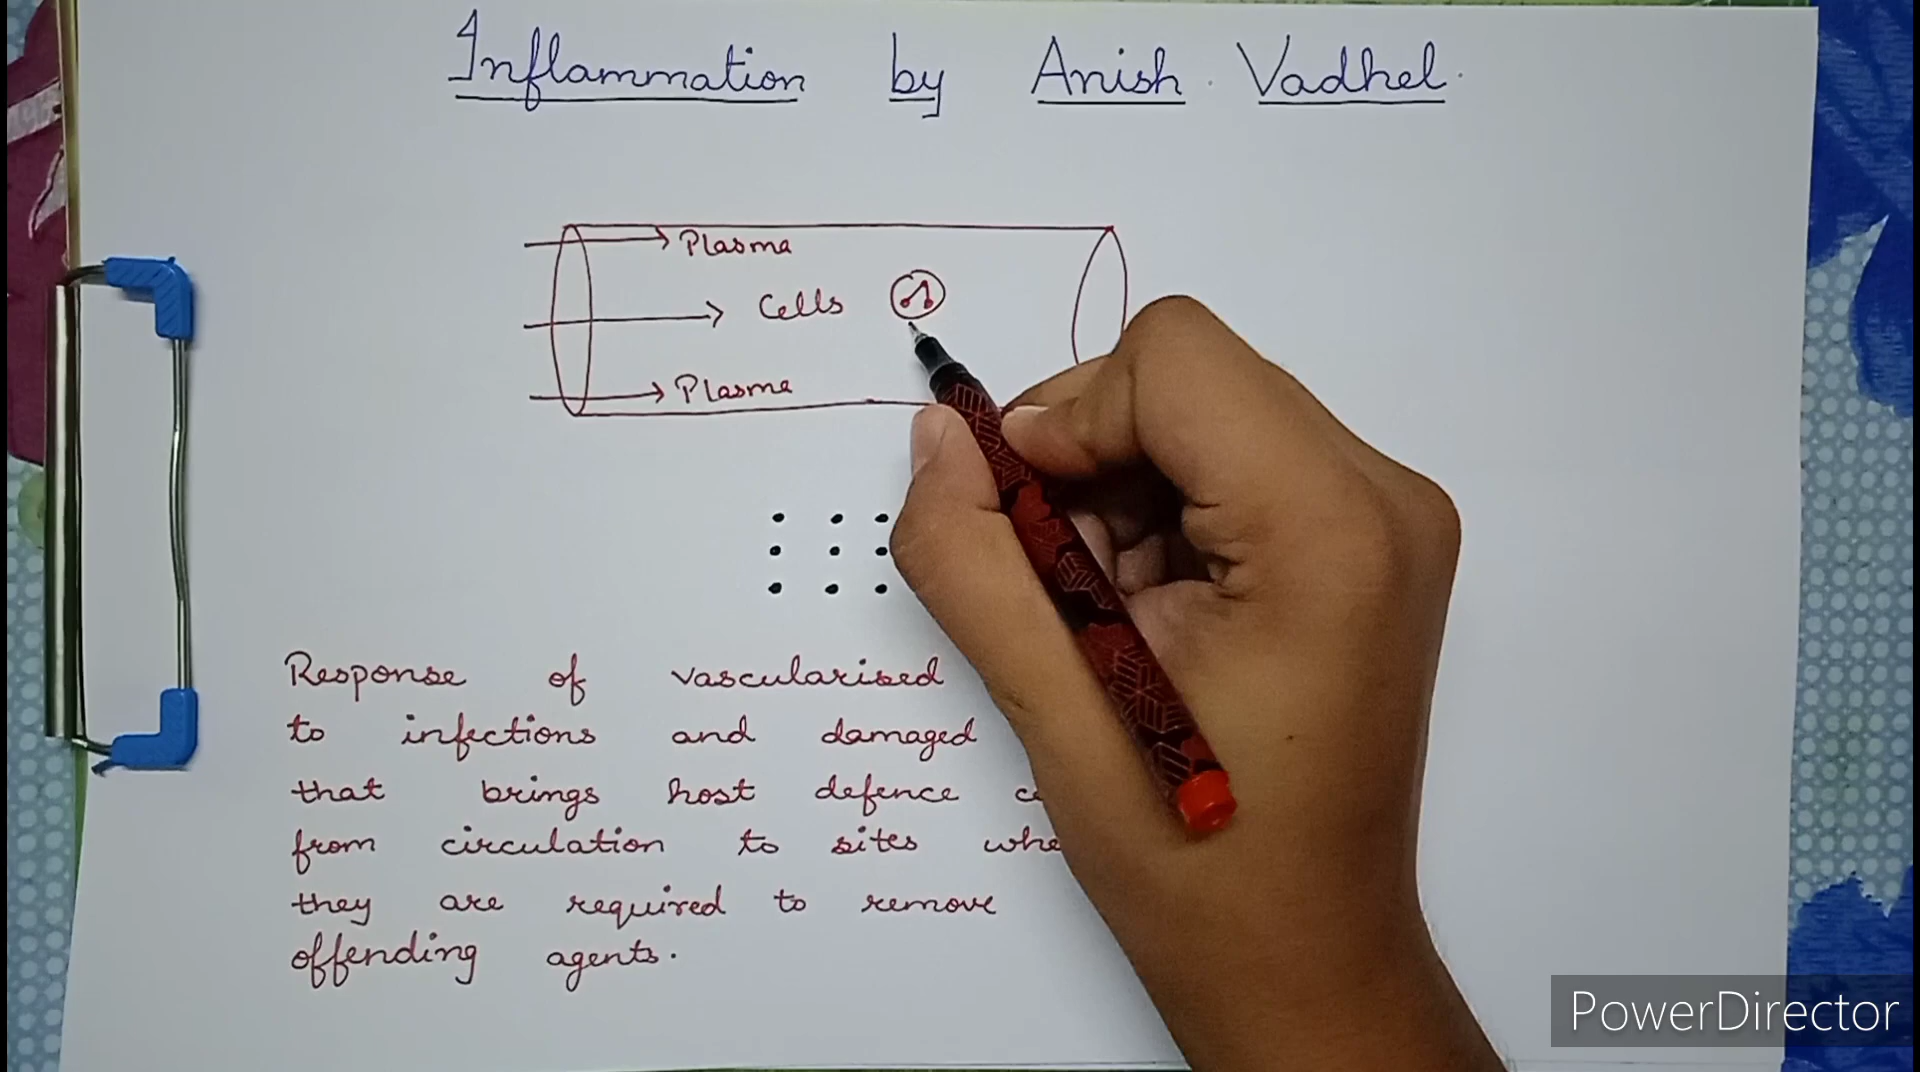 Inflammation by Anish Vadhel.
Plasma
Cells
Plasma
Response of vascularised
to infections and damaged
that brings host defence
from circulation to sites
they are required to remove
offending agents.
PowerDirector